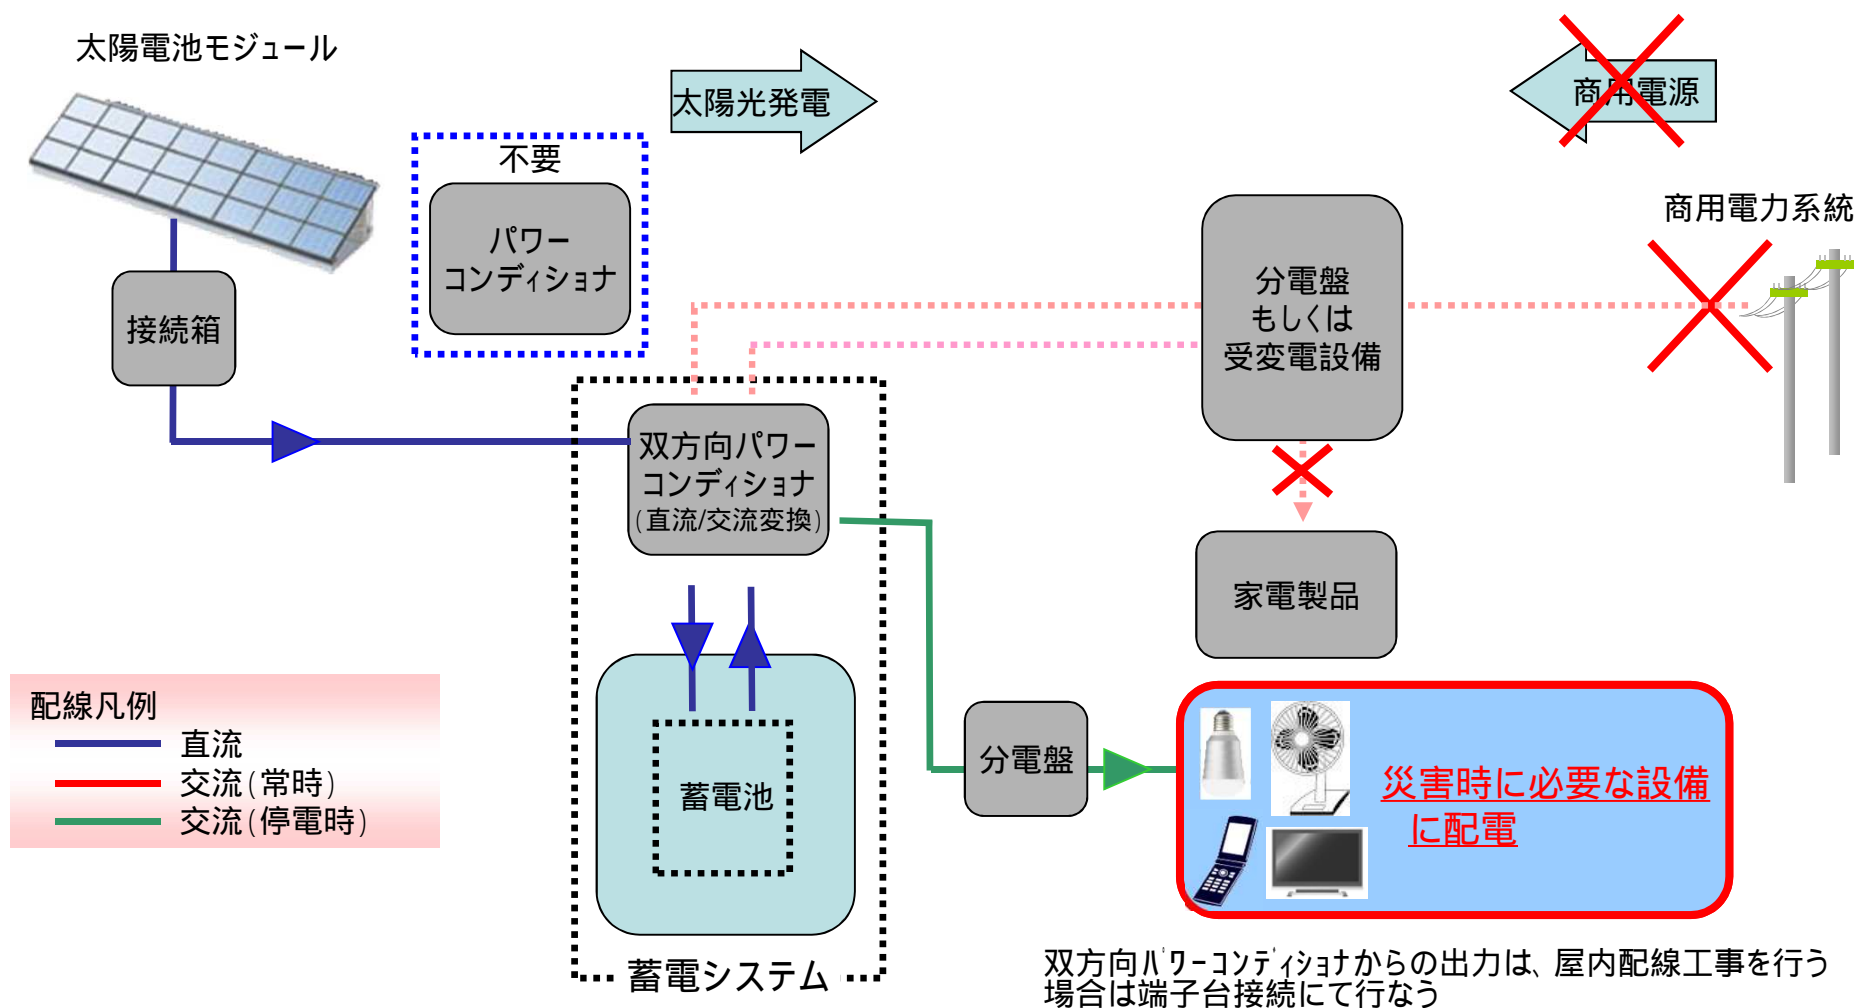 太陽電池モジュール
太陽光発電
商用電源
不要
パワー
コンディショナ
商用電力系統
接続箱
分電盤
もしくは
受変電設備
双方向パワー
コンディショナ
(直流/交流変換)
家電製品
配線凡例
直流
交流(常時)
交流(停電時)
蓄電池
分電盤
災害時に必要な設備
に配電
蓄電システム
双方向パワーコンディショナからの出力は、屋内配線工事を行う
場合は端子台接続にて行なう